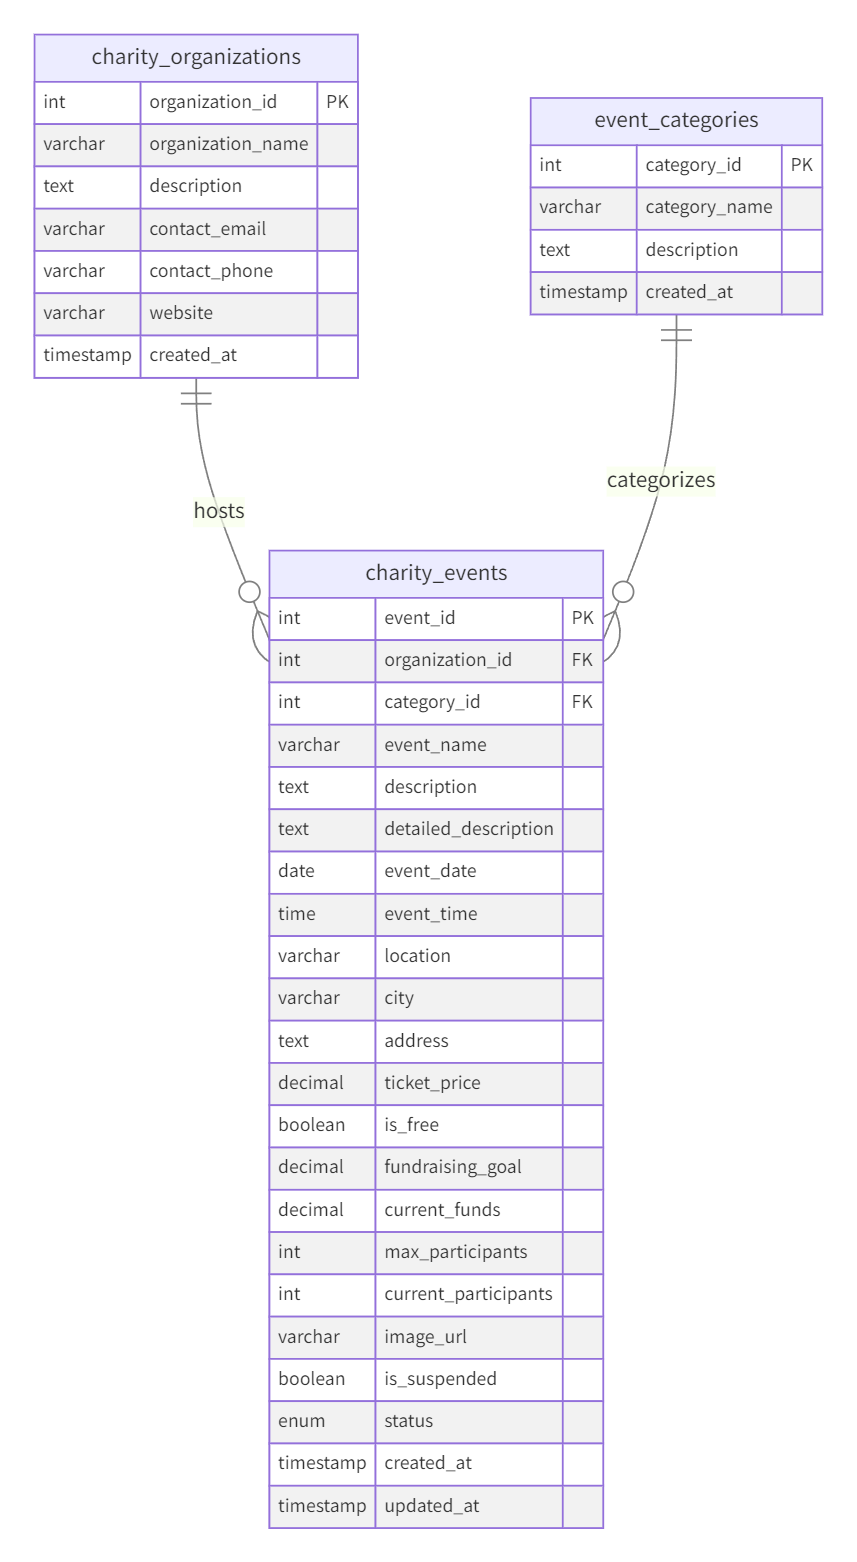 charity_organizations
int organization_id PK
varchar organization_name
text description
varchar contact_email
varchar contact_phone
varchar website
timestamp created_at
event_categories
int category_id PK
varchar category_name
text description
timestamp created_at
categorizes
hosts
charity_events
int event_id PK
int organization_id FK
int category_id FK
varchar event_name
text description
text detailed_description
date event_date
time event_time
varchar location
varchar city
text address
decimal ticket_price
boolean is_free
decimal fundraising_goal
decimal current_funds
int max_participants
int current_participants
varchar image_url
boolean is_suspended
enum status
timestamp created_at
timestamp updated_at